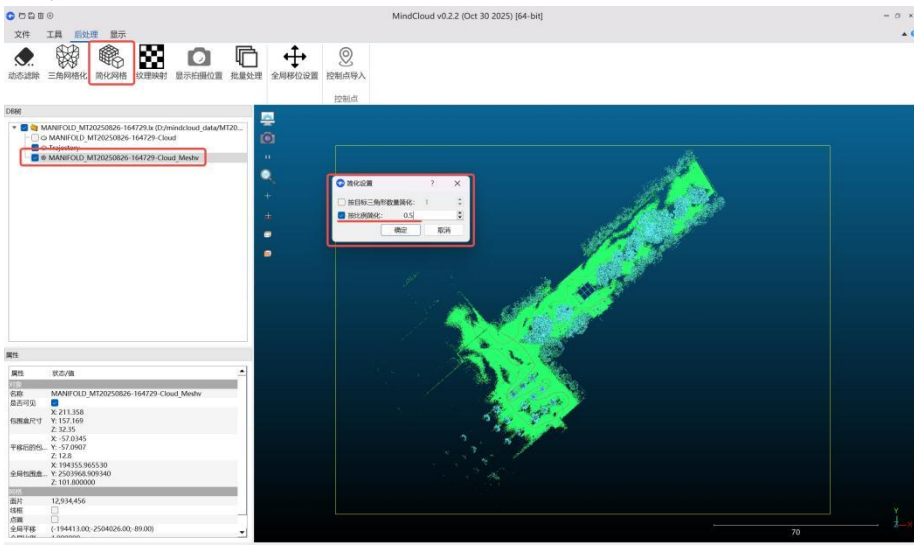 MindCloud v0.2.2 (Oct 30 2025) [64-bit]
文件 工具 后处理 显示
动态滤除 三角网格化 简化网格 纹理映射 显示拍摄位置 批量处理 全局移位设置 控制点导入
控制点
DB树
MANIFOLD_MT20250826-164729.lx (D:/mindcloud_data/MT20...
MANIFOLD_MT20250826-164729-Cloud
Trajectory
MANIFOLD_MT20250826-164729-Cloud_Meshv
简化设置 ? ×
按目标三角形数量简化: 1
按比例简化: 0.5
确定 取消
属性
属性 状态/值
对象
名称 MANIFOLD_MT20250826-164729-Cloud_Meshv
是否可见
X: 211.358
包围盒尺寸 Y: 157.169
Z: 32.35
X: -57.0345
平移后的包... Y: -57.0907
Z: 12.8
X: 194355.965530
全局包围盒... Y: 2503968.909340
Z: 101.800000
网格
面片 12,934,456
线框
点画
全局平移 (-194413.00;-2504026.00;-89.00)
70
Y
Z
X